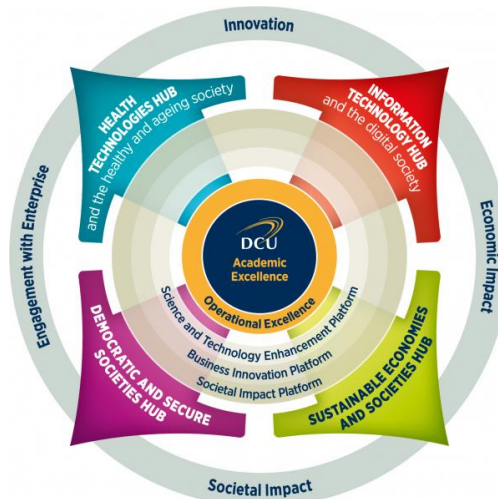 Innovation
HEALTH
TECHNOLOGIES HUB
and the healthy and ageing society
INFORMATION
TECHNOLOGY HUB
and the digital society
Engagement with Enterprise
Economic Impact
DCU
Academic
Excellence
Operational Excellence
Science and Technology Enhancement Platform
Business Innovation Platform
Societal Impact Platform
DEMOCRATIC AND SECURE
SOCIETIES HUB
SUSTAINABLE ECONOMIES
AND SOCIETIES HUB
Societal Impact